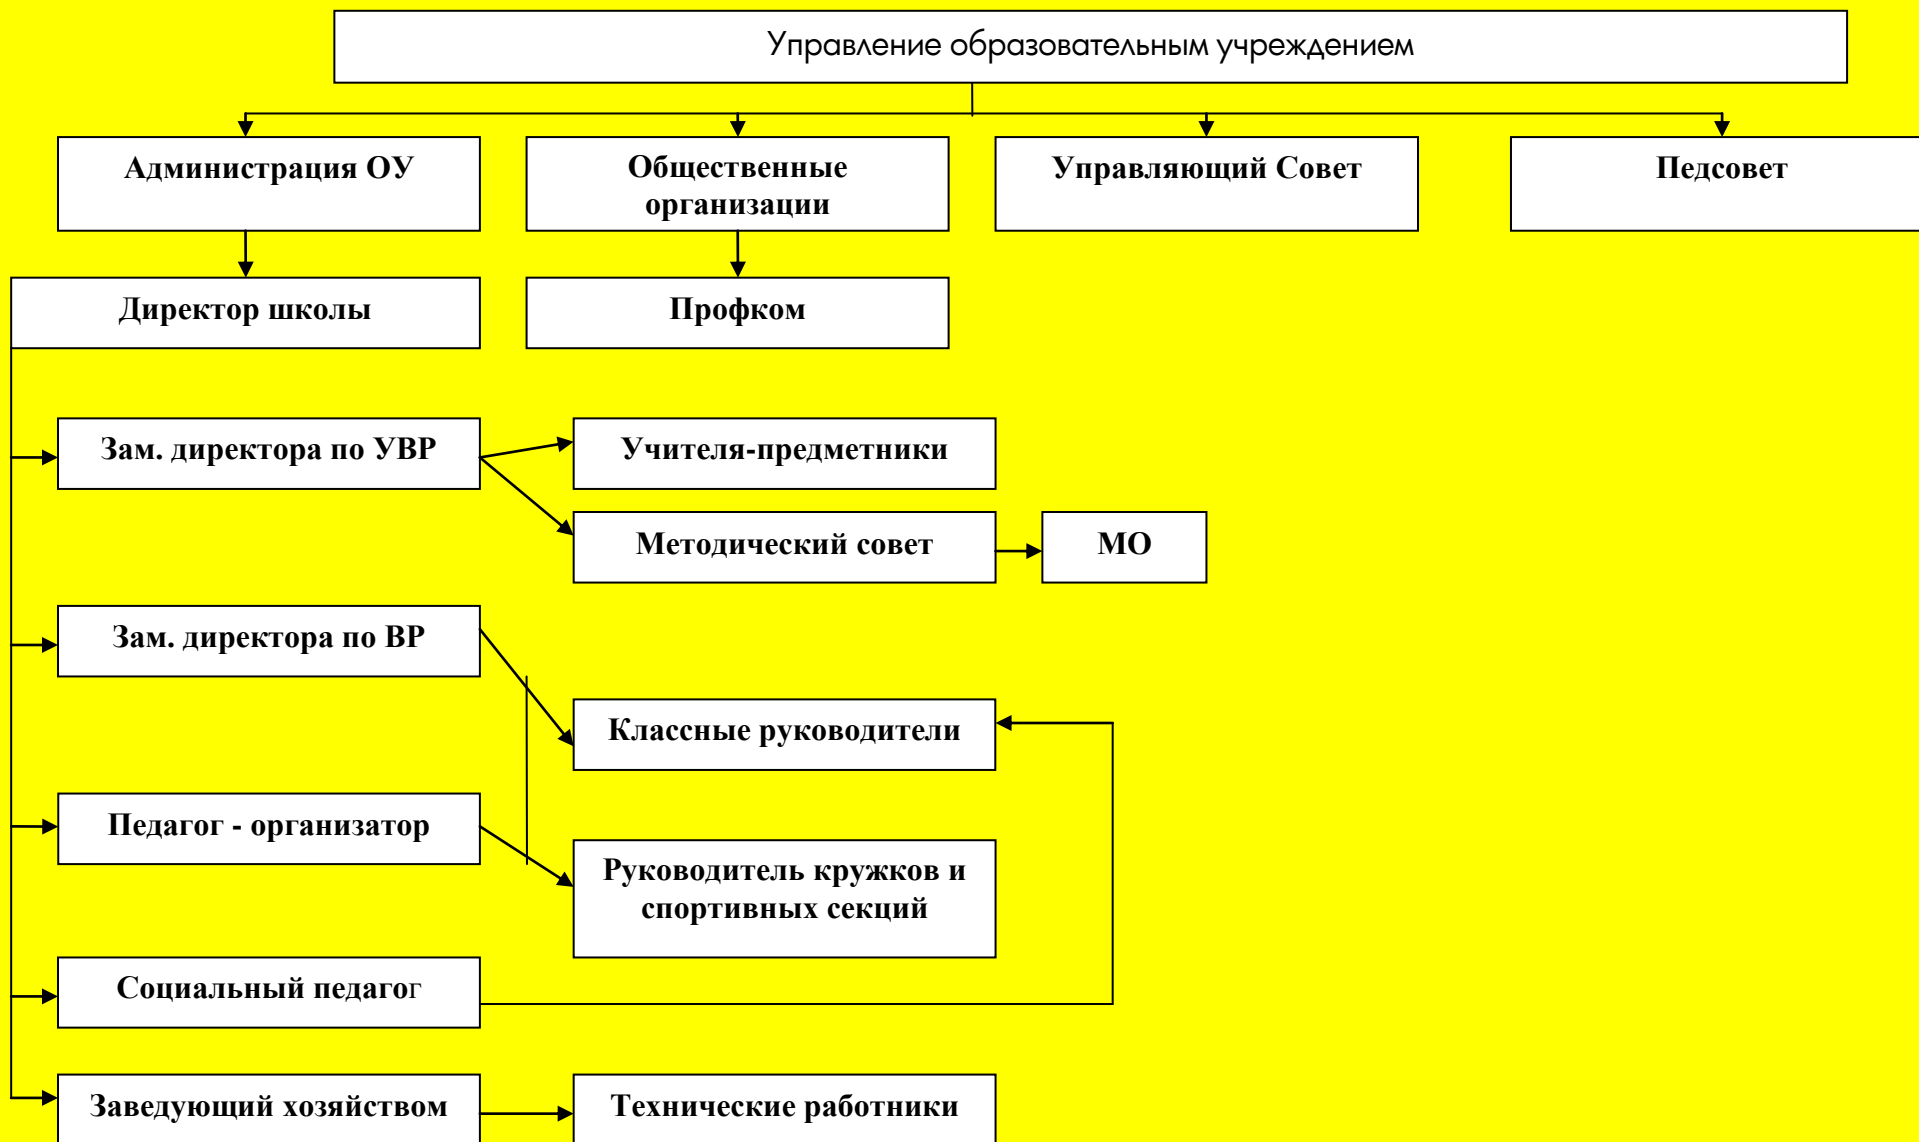 Управление образовательным учреждением
Администрация ОУ
Общественные
организации
Управляющий Совет
Педсовет
Директор школы
Профком
Зам. директора по УВР
Учителя-предметники
Методический совет
МО
Зам. директора по ВР
Классные руководители
Педагог - организатор
Руководитель кружков и
спортивных секций
Социальный педагог
Заведующий хозяйством
Технические работники